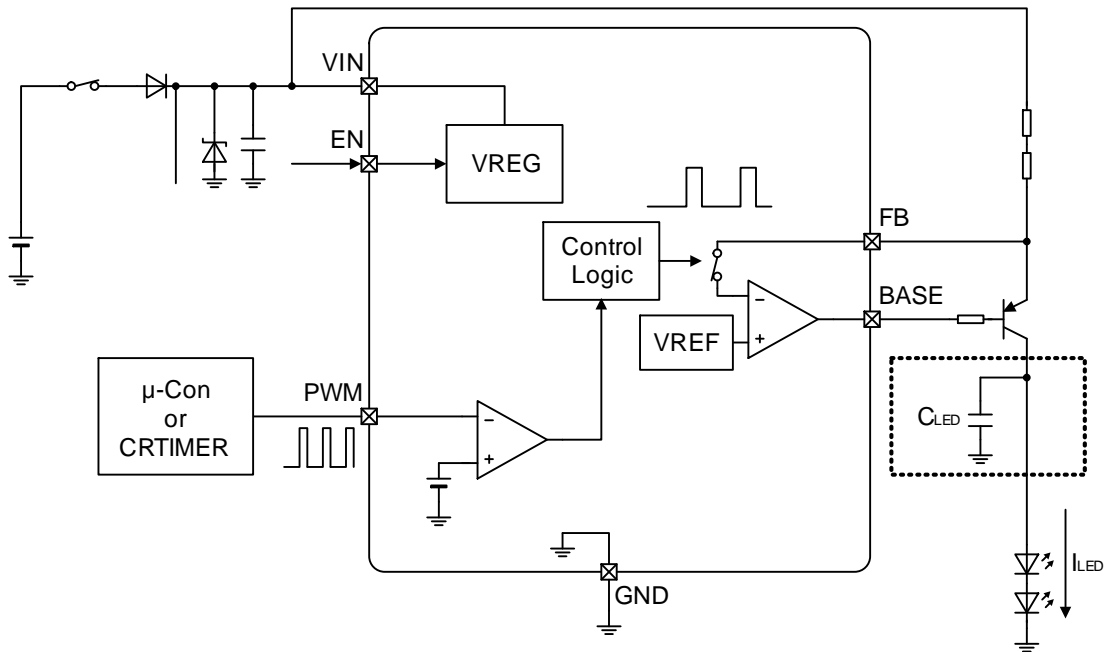 VIN
EN
VREG
FB
Control
Logic
BASE
−
+
VREF
µ-Con
or
CRTIMER
PWM
−
+
CLED
ILED
GND